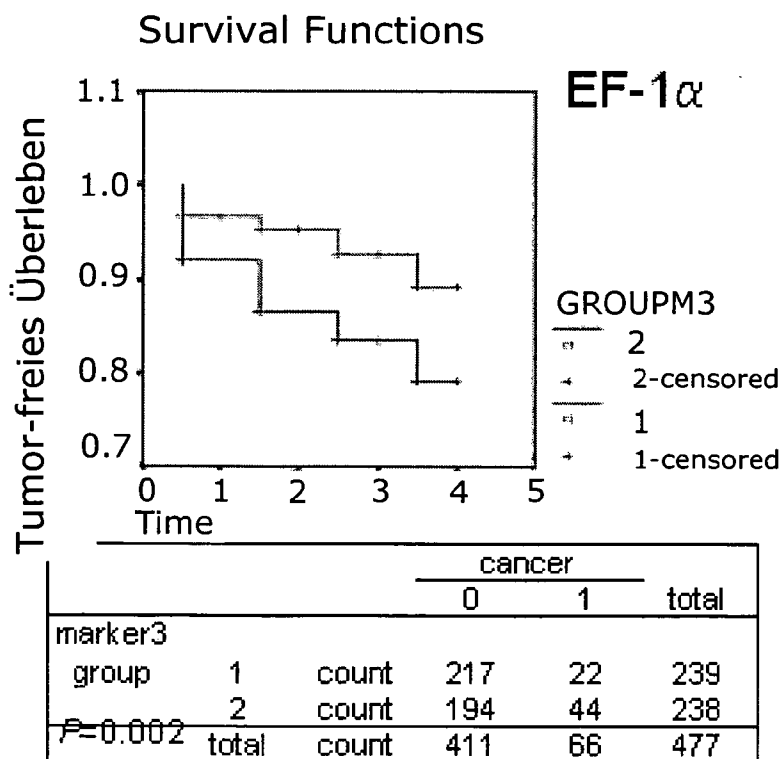 Survival Functions
EF-1α
Tumor-freies Überleben
1.1
1.0
0.9
0.8
0.7
0 1 2 3 4 5
Time
GROUPM3
2
2-censored
1
1-censored
cancer
0 1 total
marker3
group 1 count 217 22 239
2 count 194 44 238
P=0.002 total count 411 66 477